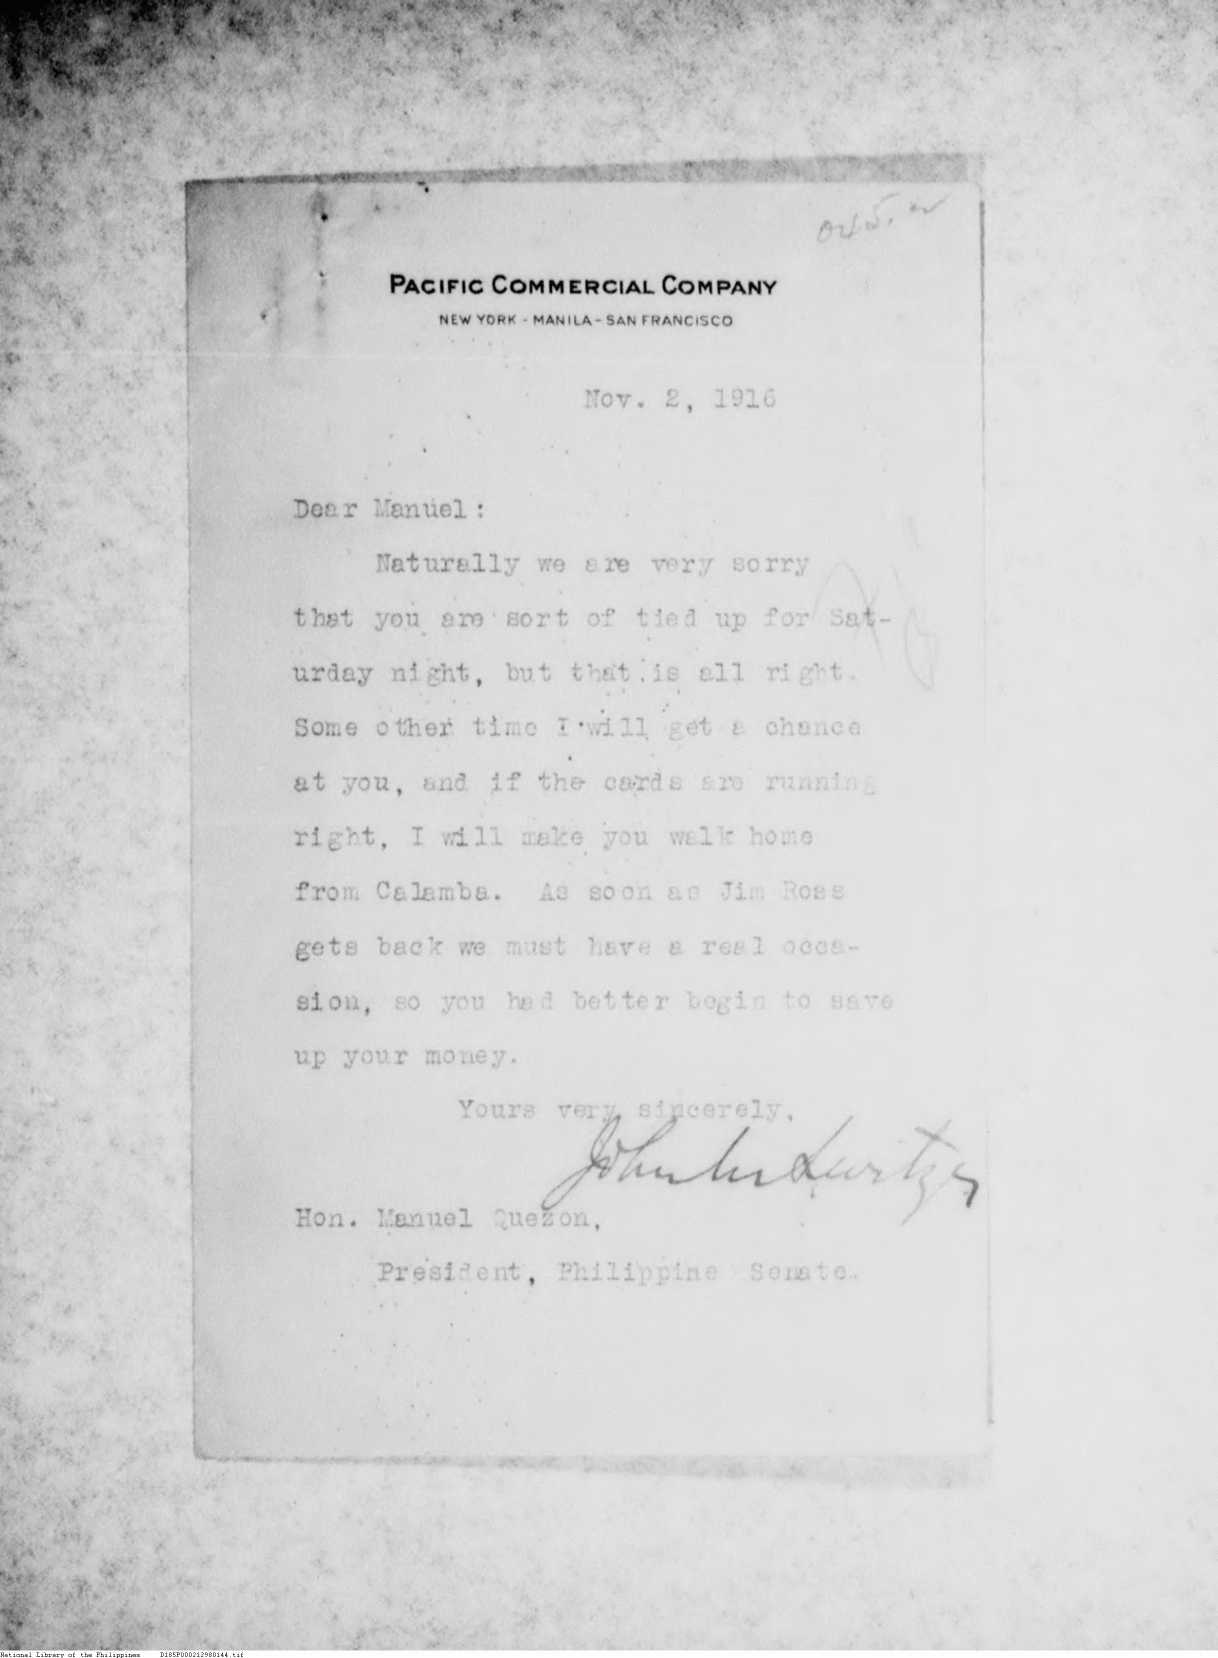 PACIFIC COMMERCIAL COMPANY
NEW YORK - MANILA - SAN FRANCISCO
Nov. 2, 1916
Dear Manuel:
Naturally we are very sorry
that you are sort of tied up for Sat-
urday night, but that is all right.
Some other time I will get a chance
at you, and if the cards are running
right, I will make you walk home
from Calamba. As soon as Jim Ross
gets back we must have a real occa-
sion, so you had better begin to save
up your money.
Yours very sincerely,
John
Hon. Manuel Quezon,
President, Philippine Senate.
National Library of the Philippines D185P000212980144.tif